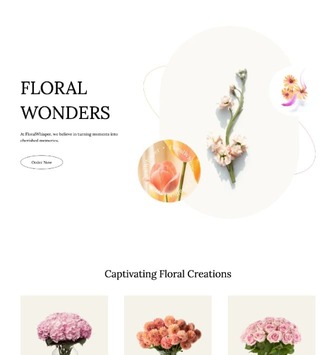 FLORAL
WONDERS
At FloralWhisper, we believe in turning moments into
cherished memories.
Order Now
Captivating Floral Creations